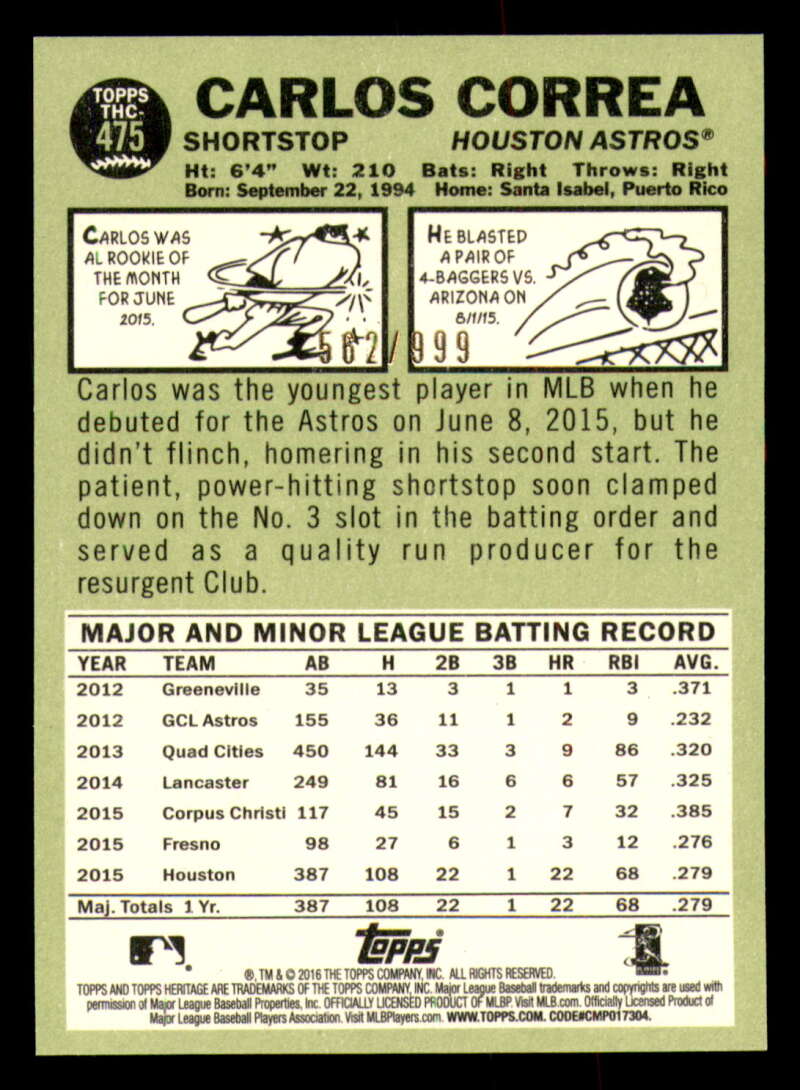 TOPPS
THC-
475
CARLOS CORREA
SHORTSTOP HOUSTON ASTROS®
Ht: 6'4" Wt: 210 Bats: Right Throws: Right
Born: September 22, 1994 Home: Santa Isabel, Puerto Rico
CARLOS WAS
AL ROOKIE OF
THE MONTH
FOR JUNE
2015.
HE BLASTED
A PAIR OF
4-BAGGERS VS.
ARIZONA ON
8/1/15.
562/999
Carlos was the youngest player in MLB when he
debuted for the Astros on June 8, 2015, but he
didn't flinch, homering in his second start. The
patient, power-hitting shortstop soon clamped
down on the No. 3 slot in the batting order and
served as a quality run producer for the
resurgent Club.
MAJOR AND MINOR LEAGUE BATTING RECORD
YEAR TEAM AB H 2B 3B HR RBI AVG.
2012 Greeneville 35 13 3 1 1 3 .371
2012 GCL Astros 155 36 11 1 2 9 .232
2013 Quad Cities 450 144 33 3 9 86 .320
2014 Lancaster 249 81 16 6 6 57 .325
2015 Corpus Christi 117 45 15 2 7 32 .385
2015 Fresno 98 27 6 1 3 12 .276
2015 Houston 387 108 22 1 22 68 .279
Maj. Totals 1 Yr. 387 108 22 1 22 68 .279
topps®
®, TM & © 2016 THE TOPPS COMPANY, INC. ALL RIGHTS RESERVED.
TOPPS AND TOPPS HERITAGE ARE TRADEMARKS OF THE TOPPS COMPANY, INC. Major League Baseball trademarks and copyrights are used with
permission of Major League Baseball Properties, Inc. OFFICIALLY LICENSED PRODUCT OF MLBP. Visit MLB.com. Officially Licensed Product of
Major League Baseball Players Association. Visit MLBPlayers.com. WWW.TOPPS.COM. CODE#CMP017304.